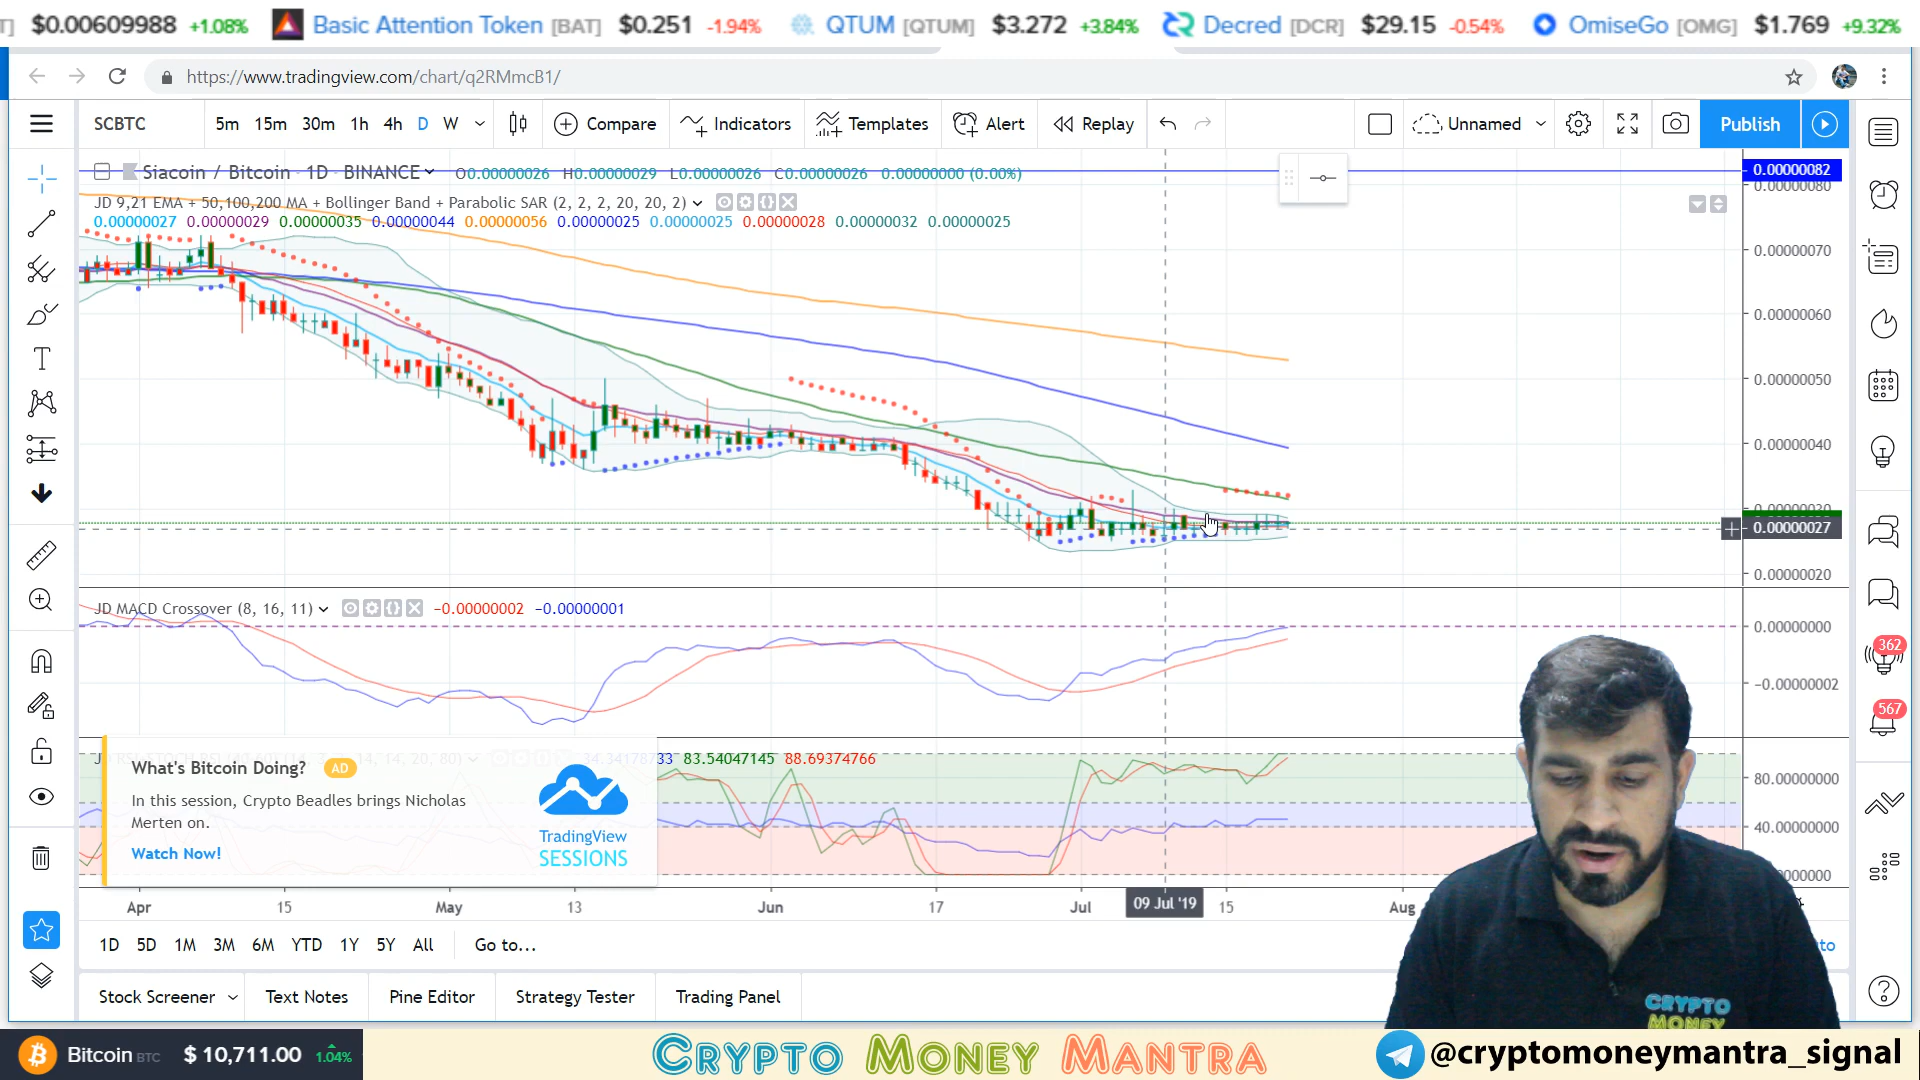 T] $0.00609988 +1.08% Basic Attention Token [BAT] $0.251 -1.94% QTUM [QTUM] $3.272 +3.84% Decred [DCR] $29.15 -0.54% OmiseGo [OMG] $1.769 +9.32%
https://www.tradingview.com/chart/q2RMmcB1/
SCBTC 5m 15m 30m 1h 4h D W Compare Indicators Templates Alert Replay Unnamed Publish
Siacoin / Bitcoin 1D BINANCE O0.00000026 H0.00000029 L0.00000026 C0.00000026 0.00000000 (0.00%)
JD 9,21 EMA + 50,100,200 MA + Bollinger Band + Parabolic SAR (2, 2, 2, 20, 20, 2)
0.00000027 0.00000029 0.00000035 0.00000044 0.00000056 0.00000025 0.00000025 0.00000028 0.00000032 0.00000025
0.00000082
0.00000080
0.00000070
0.00000060
0.00000050
0.00000040
0.00000027
0.00000020
JD MACD Crossover (8, 16, 11) -0.00000002 -0.00000001
0.00000000
-0.00000002
362
567
83.54047145 88.69374766
80.00000000
40.00000000
What's Bitcoin Doing? AD
In this session, Crypto Beadles brings Nicholas
Merten on.
Watch Now!
TradingView
SESSIONS
Apr 15 May 13 Jun 17 Jul 09 Jul '19 15 Aug
1D 5D 1M 3M 6M YTD 1Y 5Y All Go to...
Stock Screener Text Notes Pine Editor Strategy Tester Trading Panel
CRYPTO
MONEY
Bitcoin BTC $ 10,711.00 1.04%
CRYPTO MONEY MANTRA
@cryptomoneymantra_signal